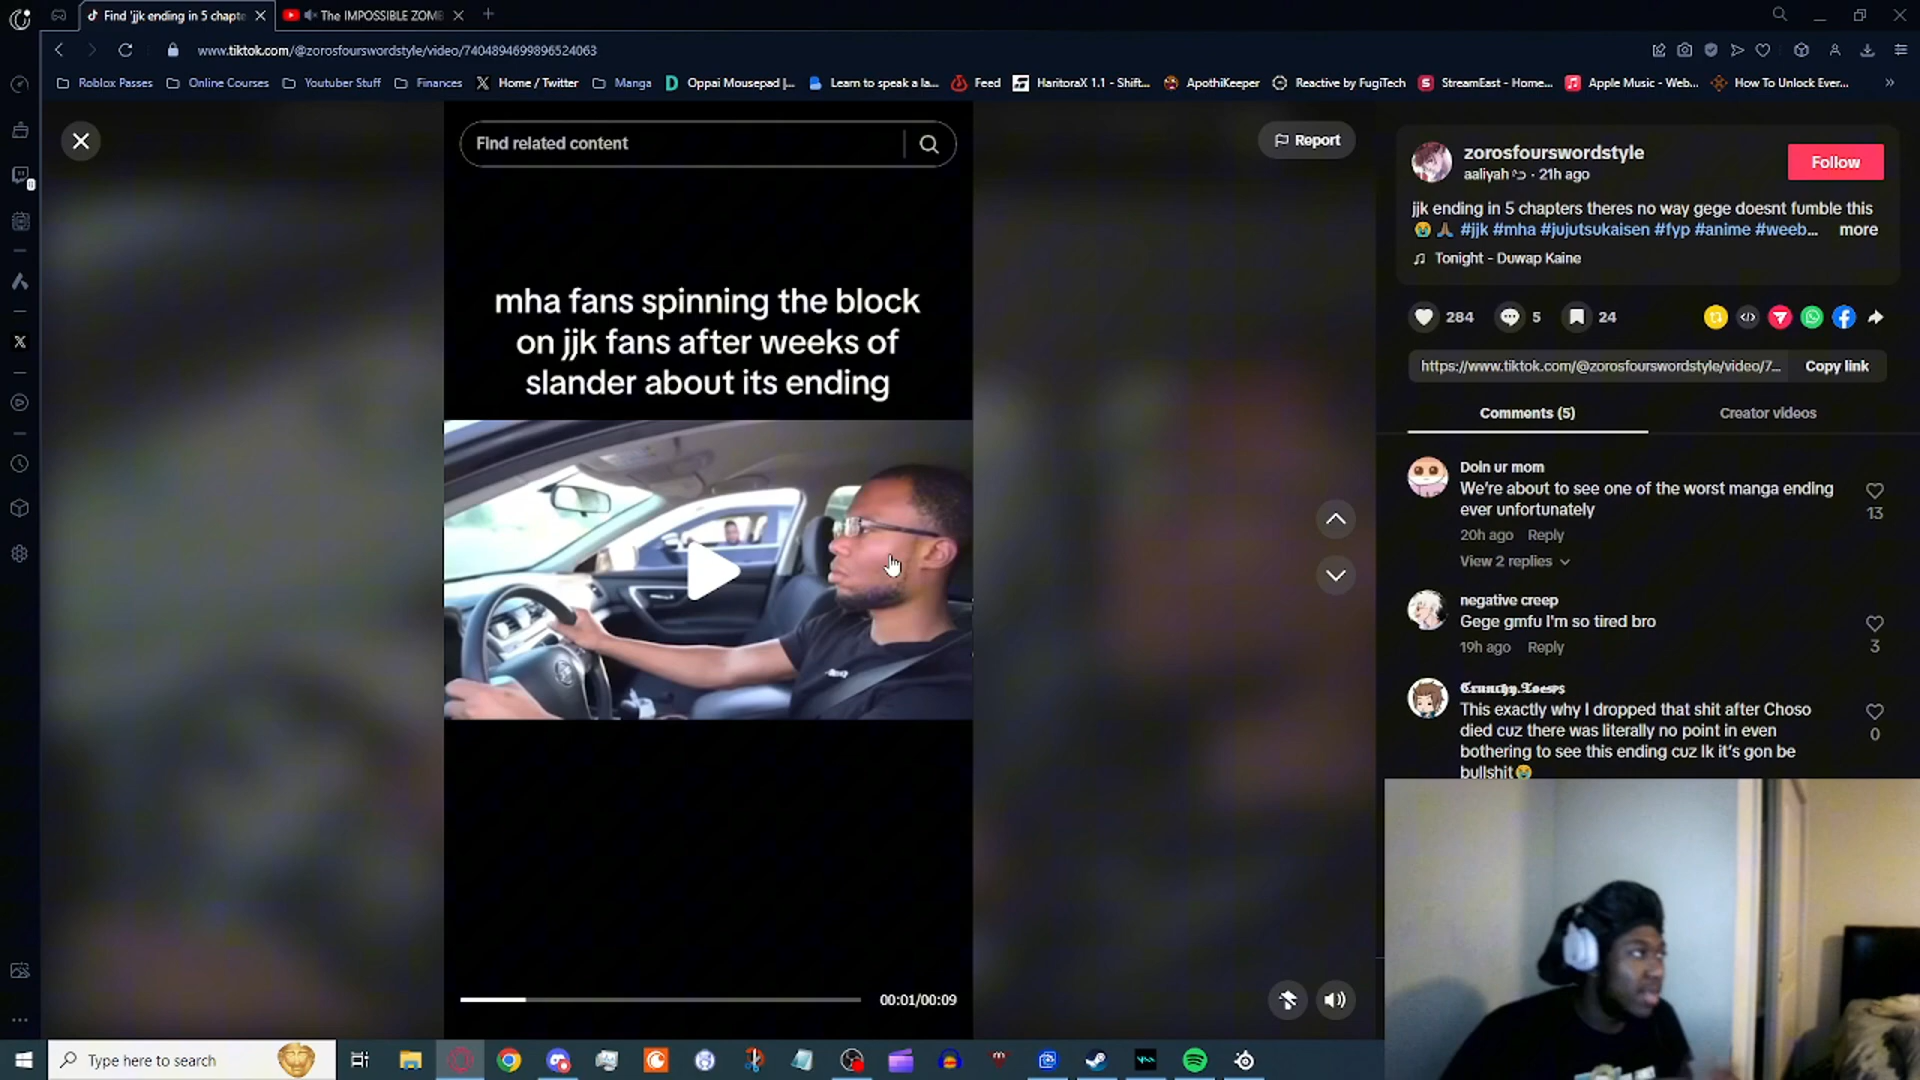 Find 'jjk ending in 5 chapte
The IMPOSSIBLE ZOMB
www.tiktok.com/@zorosfourswordstyle/video/7404894699896524063
Roblox Passes
Online Courses
Youtuber Stuff
Finances
Home / Twitter
Manga
Oppai Mousepad |...
Learn to speak a la...
Feed
HaritoraX 1.1 - Shift...
ApothiKeeper
Reactive by FugiTech
StreamEast - Home...
Apple Music - Web...
How To Unlock Ever...
Find related content
Report
mha fans spinning the block
on jjk fans after weeks of
slander about its ending
00:01/00:09
zorosfourswordstyle
aaliyah · 21h ago
Follow
jjk ending in 5 chapters theres no way gege doesnt fumble this
😭🙏🏾 #jjk #mha #jujutsukaisen #fyp #anime #weeb... more
♫ Tonight - Duwap Kaine
284
5
24
https://www.tiktok.com/@zorosfourswordstyle/video/7...
Copy link
Comments (5)
Creator videos
Doin ur mom
We're about to see one of the worst manga ending
ever unfortunately
13
20h ago Reply
View 2 replies
negative creep
Gege gmfu I'm so tired bro
3
19h ago Reply
𝕮𝖗𝖚𝖓𝖈𝖍𝖞.𝕿𝖔𝖊𝖘𝖕𝖘
This exactly why I dropped that shit after Choso
died cuz there was literally no point in even
bothering to see this ending cuz Ik it's gon be
bullshit😭
0
Type here to search